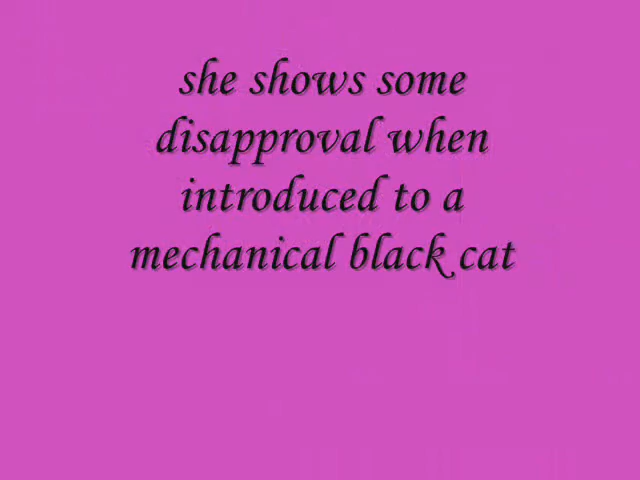 she shows some
disapproval when
introduced to a
mechanical black cat